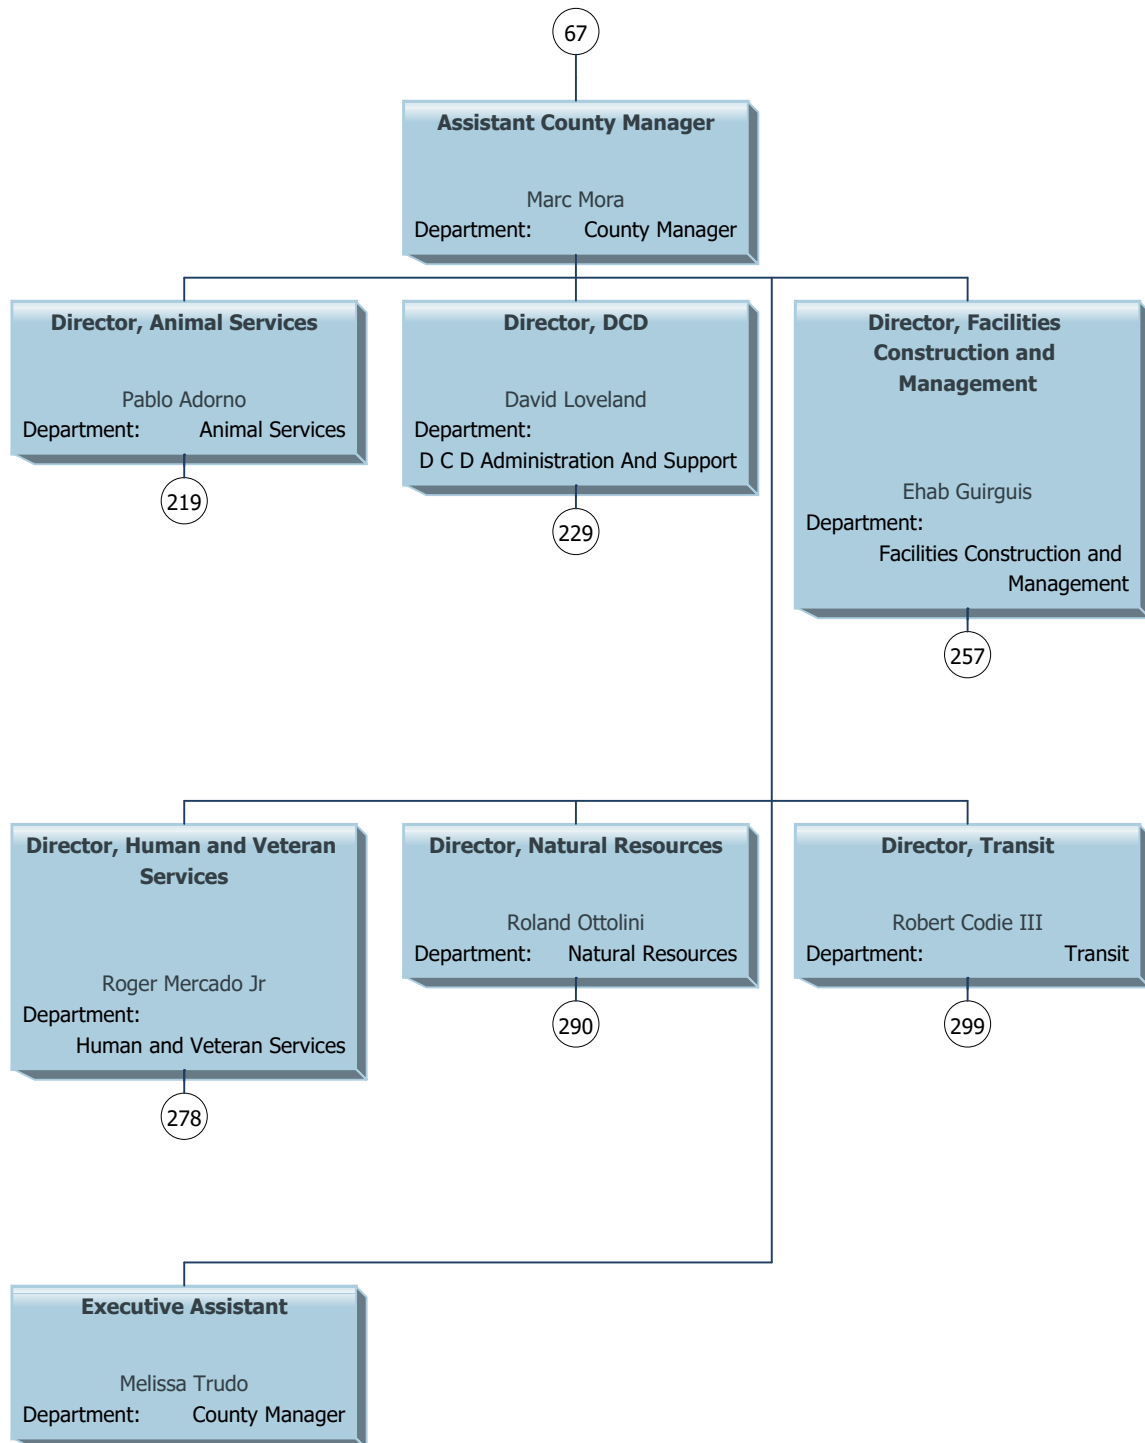 67
Assistant County Manager
Marc Mora
Department: County Manager
Director, Animal Services
Pablo Adorno
Department: Animal Services
219
Director, DCD
David Loveland
Department:
D C D Administration And Support
229
Director, Facilities
Construction and
Management
Ehab Guirguis
Department:
Facilities Construction and
Management
257
Director, Human and Veteran
Services
Roger Mercado Jr
Department:
Human and Veteran Services
278
Director, Natural Resources
Roland Ottolini
Department: Natural Resources
290
Director, Transit
Robert Codie III
Department: Transit
299
Executive Assistant
Melissa Trudo
Department: County Manager